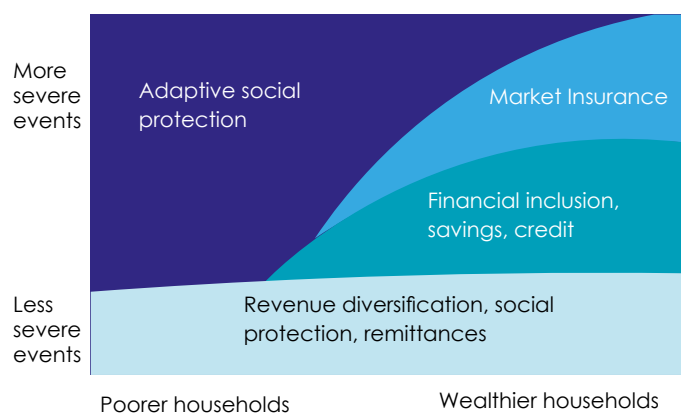 More
severe
events
Adaptive social
protection
Market Insurance
Financial inclusion,
savings, credit
Less
severe
events
Revenue diversification, social
protection, remittances
Poorer households
Wealthier households